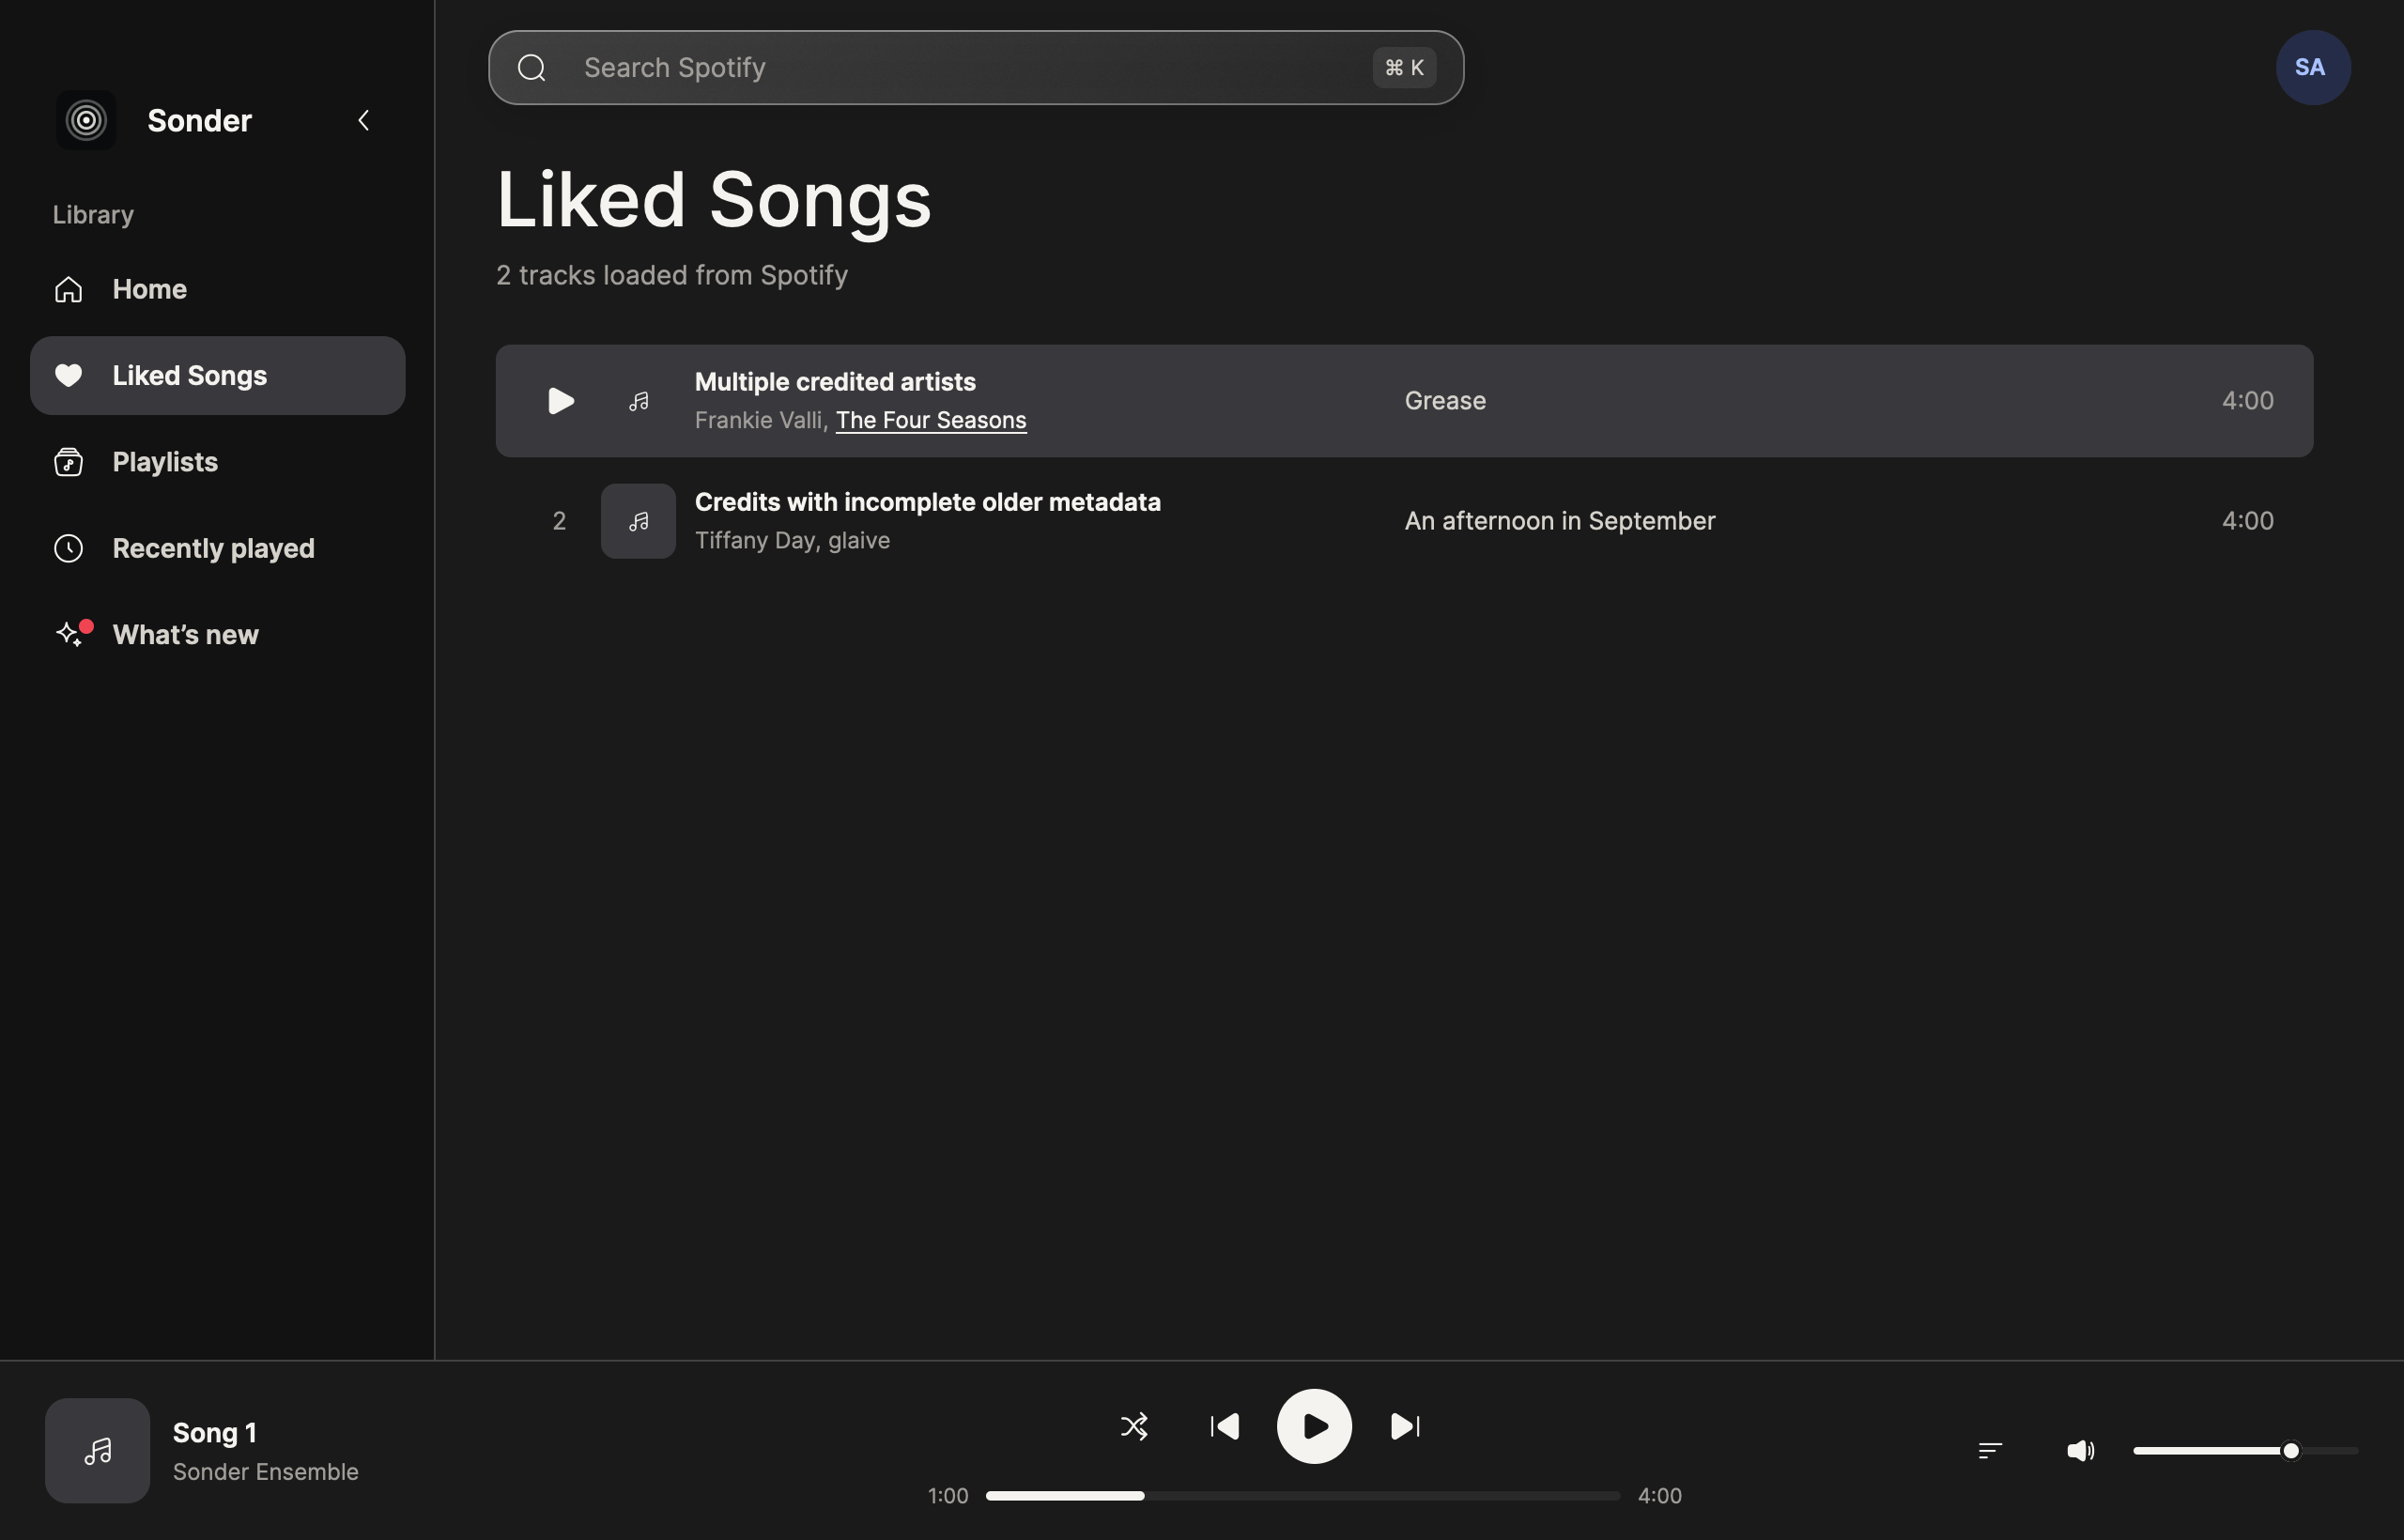 Sonder
Library
Home
Liked Songs
Playlists
Recently played
What’s new
Search Spotify
⌘ K
SA
Liked Songs
2 tracks loaded from Spotify
Multiple credited artists
Frankie Valli, The Four Seasons
Grease
4:00
2
Credits with incomplete older metadata
Tiffany Day, glaive
An afternoon in September
4:00
Song 1
Sonder Ensemble
1:00
4:00